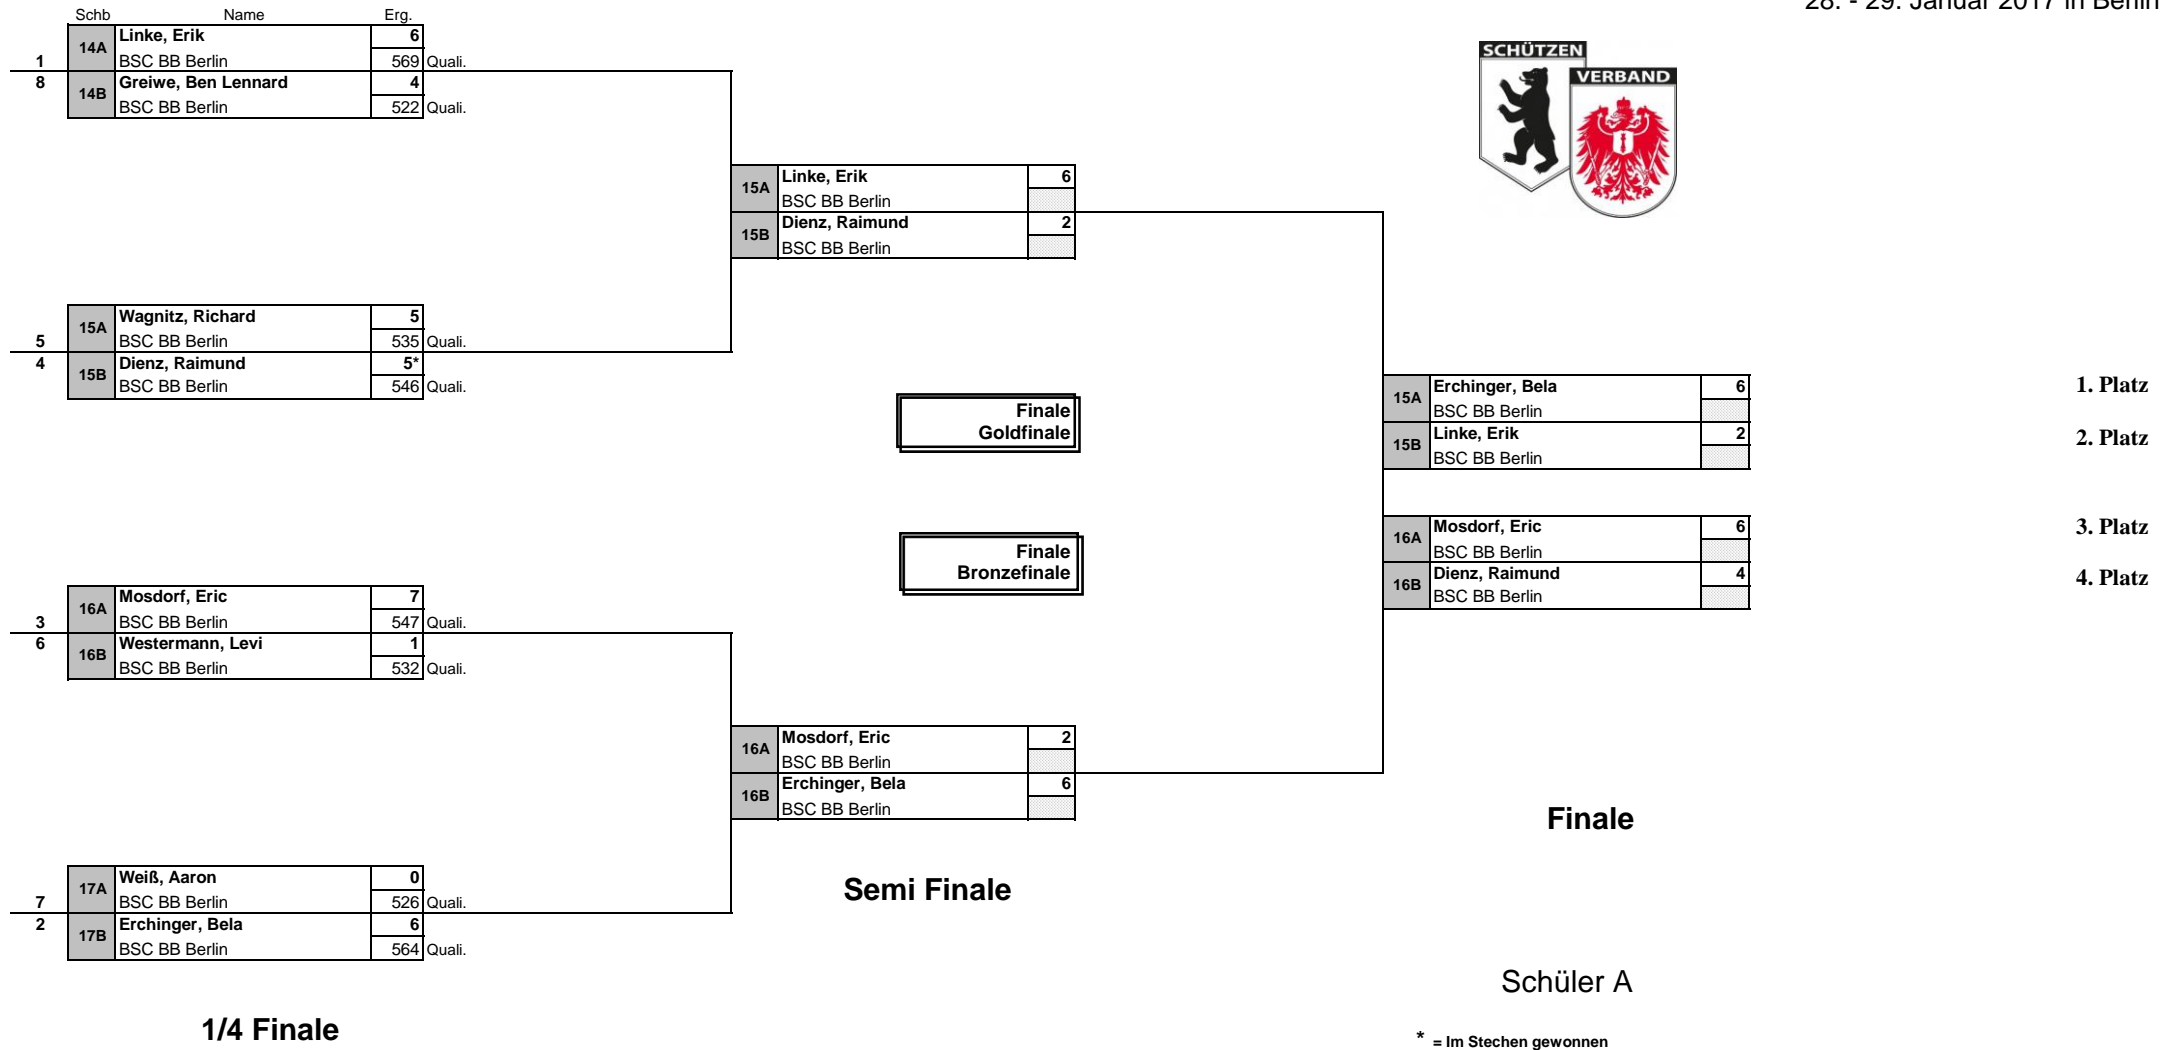 28. - 29. Januar 2017 in Berlin
Schb Name Erg.
14A Linke, Erik 6
1 BSC BB Berlin 569 Quali.
8 14B Greiwe, Ben Lennard 4
BSC BB Berlin 522 Quali.
SCHÜTZEN
VERBAND
15A Linke, Erik 6
BSC BB Berlin
15B Dienz, Raimund 2
BSC BB Berlin
15A Wagnitz, Richard 5
5 BSC BB Berlin 535 Quali.
4 15B Dienz, Raimund 5*
BSC BB Berlin 546 Quali.
Finale
Goldfinale
15A Erchinger, Bela 6 1. Platz
BSC BB Berlin
15B Linke, Erik 2 2. Platz
BSC BB Berlin
Finale
Bronzefinale
16A Mosdorf, Eric 6 3. Platz
BSC BB Berlin
16B Dienz, Raimund 4 4. Platz
BSC BB Berlin
16A Mosdorf, Eric 7
3 BSC BB Berlin 547 Quali.
6 16B Westermann, Levi 1
BSC BB Berlin 532 Quali.
16A Mosdorf, Eric 2
BSC BB Berlin
16B Erchinger, Bela 6
BSC BB Berlin
Finale
17A Weiß, Aaron 0
7 BSC BB Berlin 526 Quali.
2 17B Erchinger, Bela 6
BSC BB Berlin 564 Quali.
Semi Finale
Schüler A
1/4 Finale
* = Im Stechen gewonnen